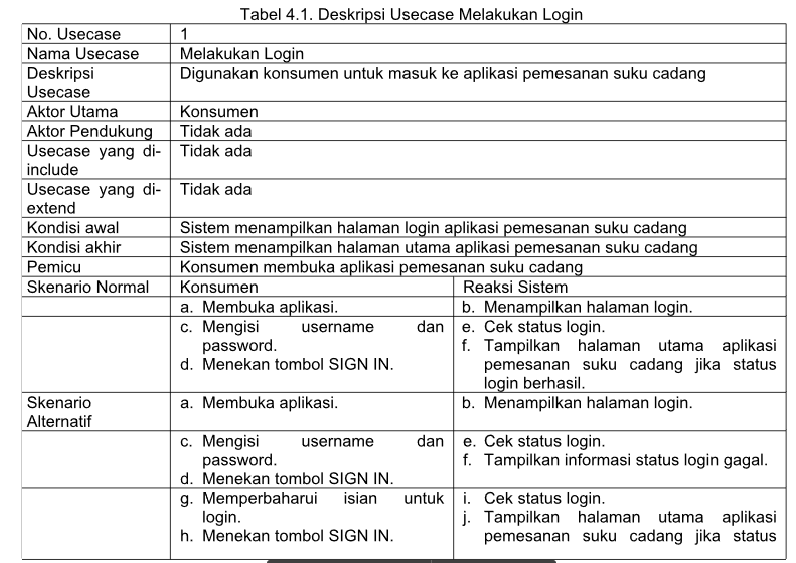 Tabel 4.1. Deskripsi Usecase Melakukan Login
No. Usecase 1
Nama Usecase Melakukan Login
Deskripsi Digunakan konsumen untuk masuk ke aplikasi pemesanan suku cadang
Usecase
Aktor Utama Konsumen
Aktor Pendukung Tidak ada
Usecase yang di- Tidak ada
include
Usecase yang di- Tidak ada
extend
Kondisi awal Sistem menampilkan halaman login aplikasi pemesanan suku cadang
Kondisi akhir Sistem menampilkan halaman utama aplikasi pemesanan suku cadang
Pemicu Konsumen membuka aplikasi pemesanan suku cadang
Skenario Normal Konsumen Reaksi Sistem
a. Membuka aplikasi. b. Menampilkan halaman login.
c. Mengisi username dan e. Cek status login.
password. f. Tampilkan halaman utama aplikasi
d. Menekan tombol SIGN IN. pemesanan suku cadang jika status
login berhasil.
Skenario a. Membuka aplikasi. b. Menampilkan halaman login.
Alternatif
c. Mengisi username dan e. Cek status login.
password. f. Tampilkan informasi status login gagal.
d. Menekan tombol SIGN IN.
g. Memperbaharui isian untuk i. Cek status login.
login. j. Tampilkan halaman utama aplikasi
h. Menekan tombol SIGN IN. pemesanan suku cadang jika status